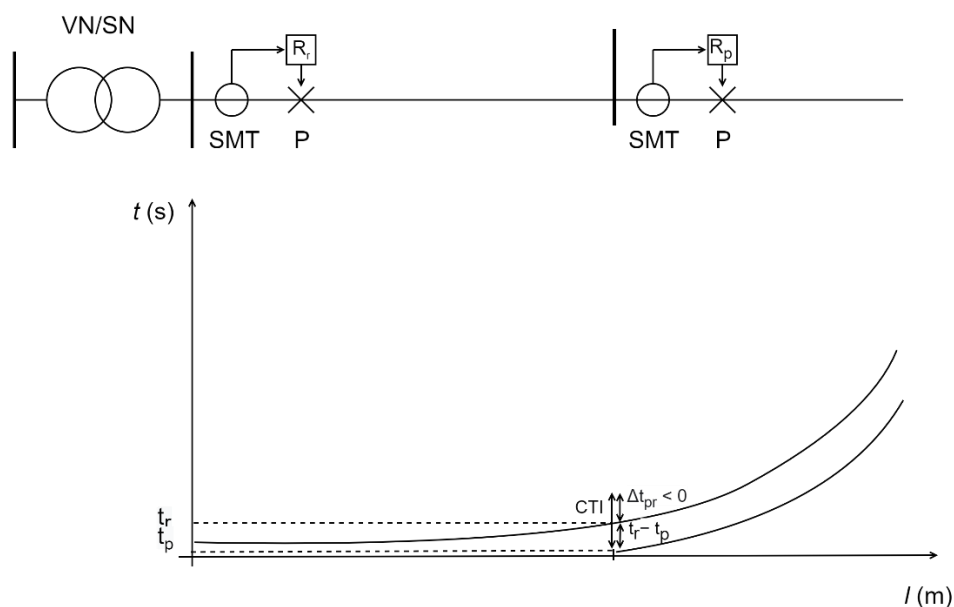 VN/SN
Rr
Rp
SMT P
SMT P
t (s)
CTI
Δtpr < 0
tr
tr – tp
tp
l (m)